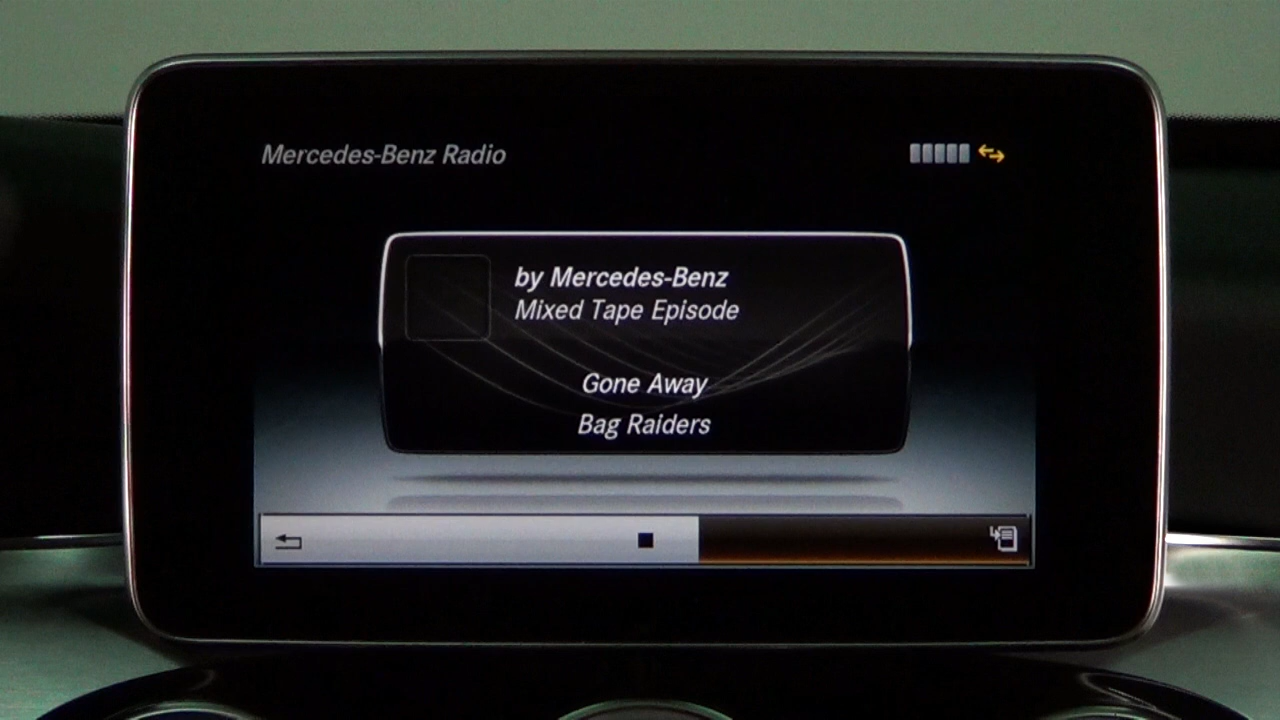 Mercedes-Benz Radio
by Mercedes-Benz
Mixed Tape Episode
Gone Away
Bag Raiders